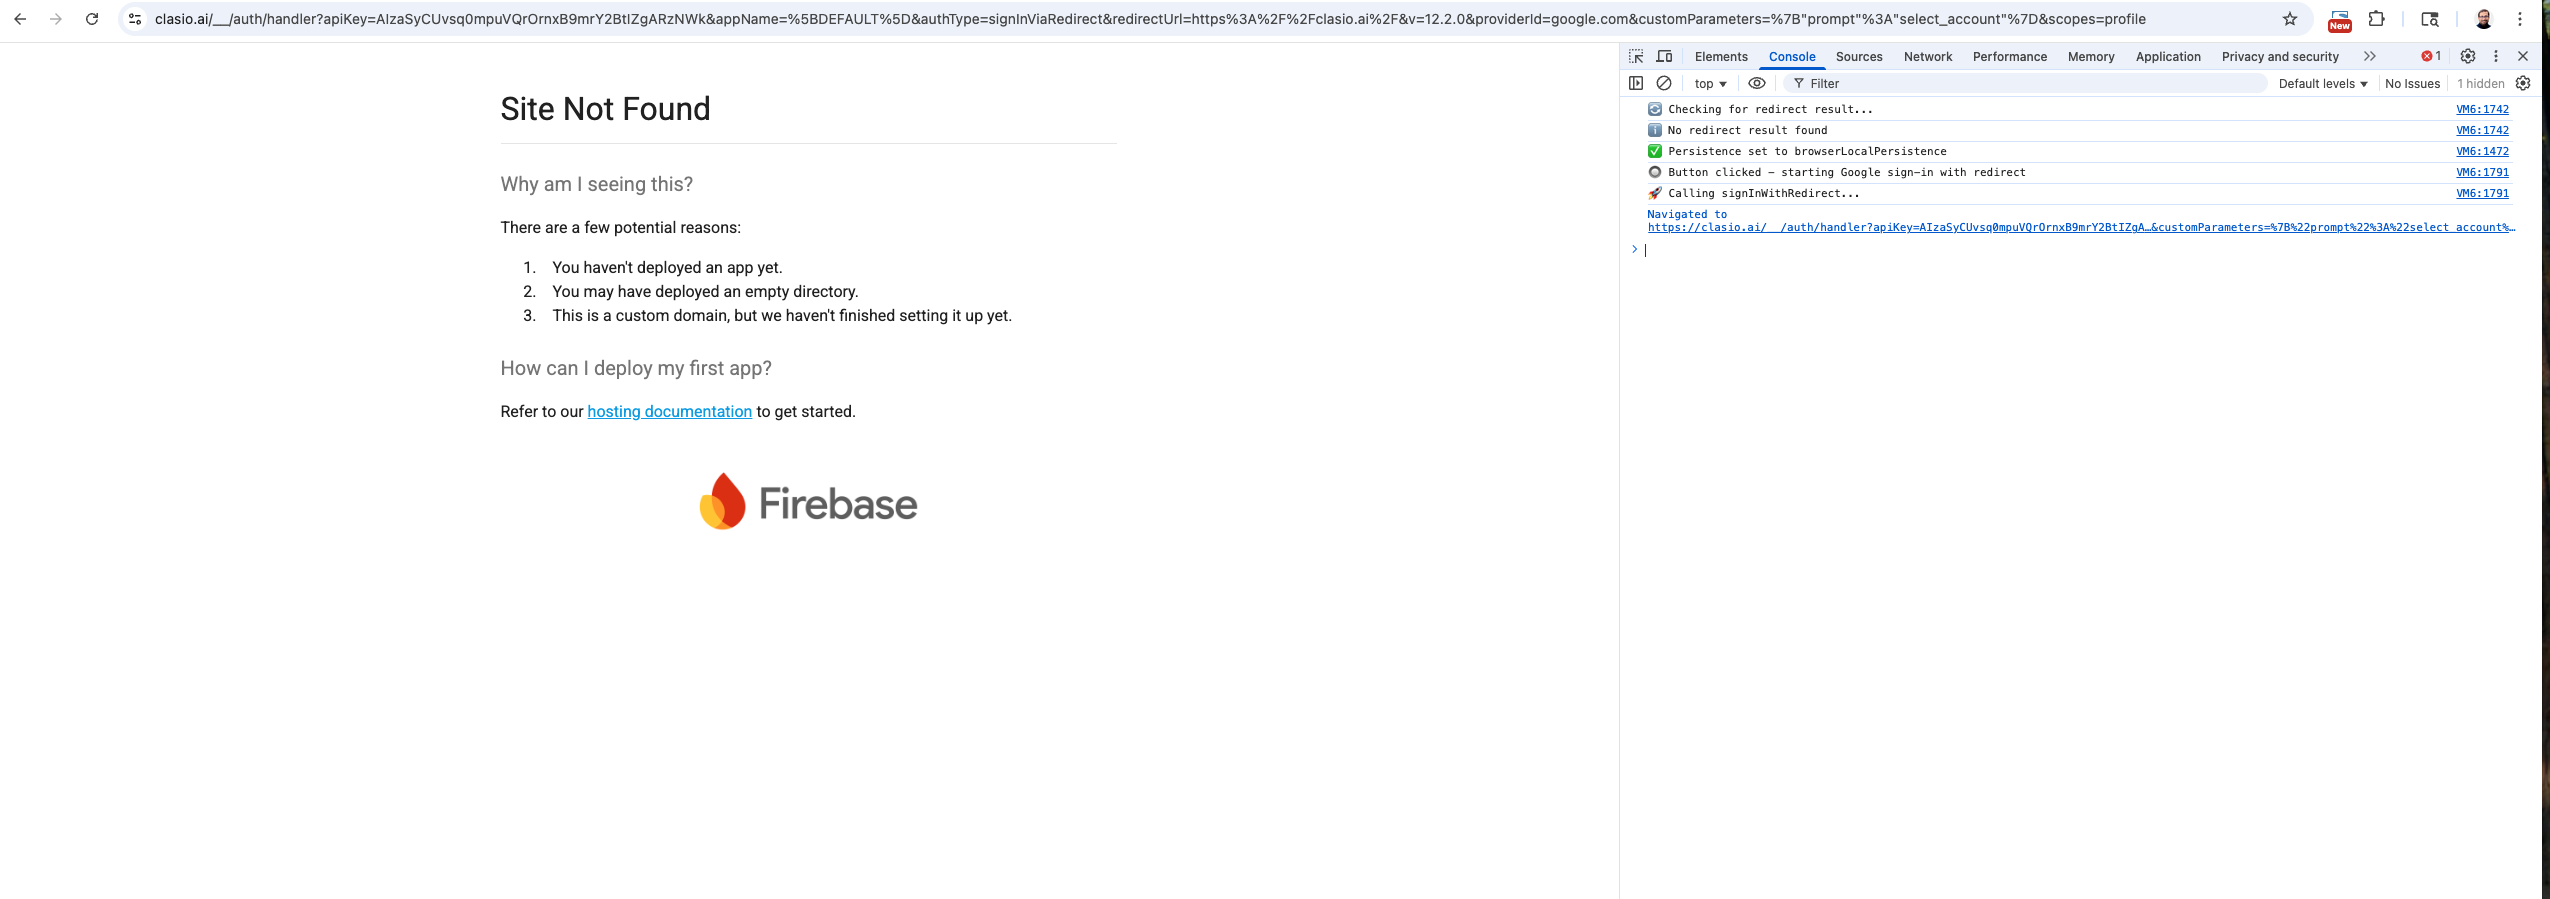 clasio.ai/__/auth/handler?apiKey=AIzaSyCUvsq0mpuVQrOrnxB9mrY2BtIZgARzNWk&appName=%5BDEFAULT%5D&authType=signInViaRedirect&redirectUrl=https%3A%2F%2Fclasio.ai%2F&v=12.2.0&providerId=google.com&customParameters=%7B"prompt"%3A"select_account"%7D&scopes=profile
New
Site Not Found
Why am I seeing this?
There are a few potential reasons:
1. You haven't deployed an app yet.
2. You may have deployed an empty directory.
3. This is a custom domain, but we haven't finished setting it up yet.
How can I deploy my first app?
Refer to our hosting documentation to get started.
Firebase
Elements Console Sources Network Performance Memory Application Privacy and security 1
top Filter Default levels No Issues 1 hidden
Checking for redirect result... VM6:1742
No redirect result found VM6:1742
Persistence set to browserLocalPersistence VM6:1472
Button clicked – starting Google sign-in with redirect VM6:1791
Calling signInWithRedirect... VM6:1791
Navigated to
https://clasio.ai/__/auth/handler?apiKey=AIzaSyCUvsq0mpuVQrOrnxB9mrY2BtIZgA…&customParameters=%7B%22prompt%22%3A%22select_account%…